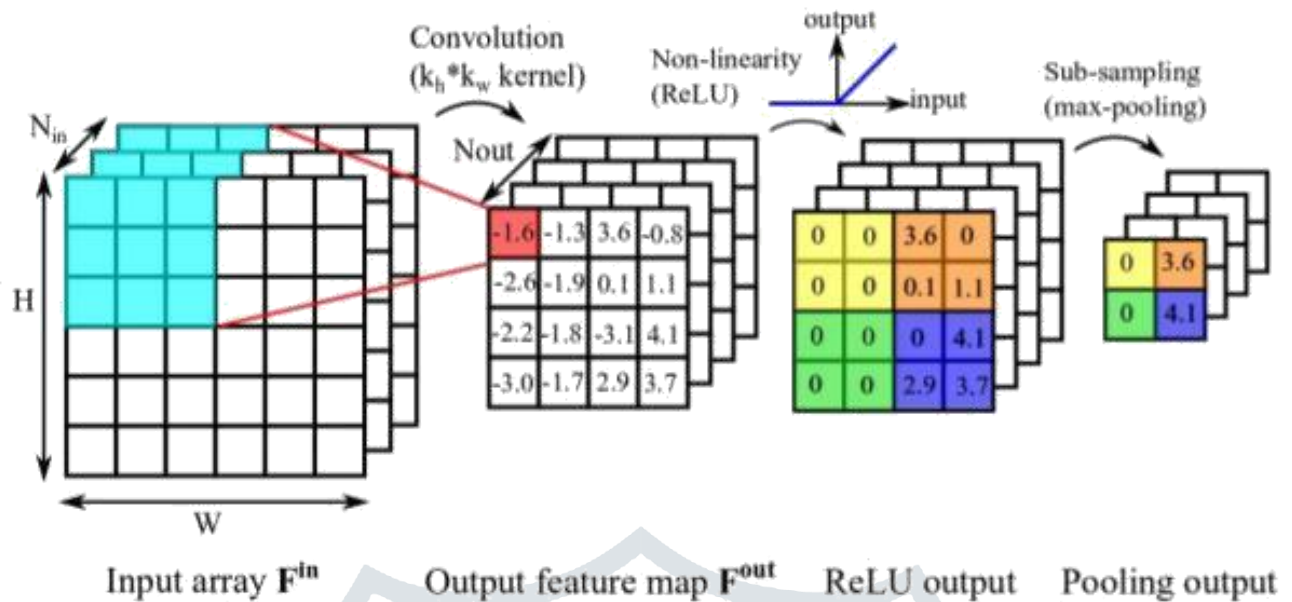 Convolution
(kh*kw kernel)
Non-linearity
(ReLU)
output
input
Sub-sampling
(max-pooling)
Nin
Nout
H
W
-1.6 -1.3 3.6 -0.8
-2.6 -1.9 0.1 1.1
-2.2 -1.8 -3.1 4.1
-3.0 -1.7 2.9 3.7
0 0 3.6 0
0 0 0.1 1.1
0 0 0 4.1
0 0 2.9 3.7
0 3.6
0 4.1
Input array Fin
Output feature map Fout
ReLU output
Pooling output